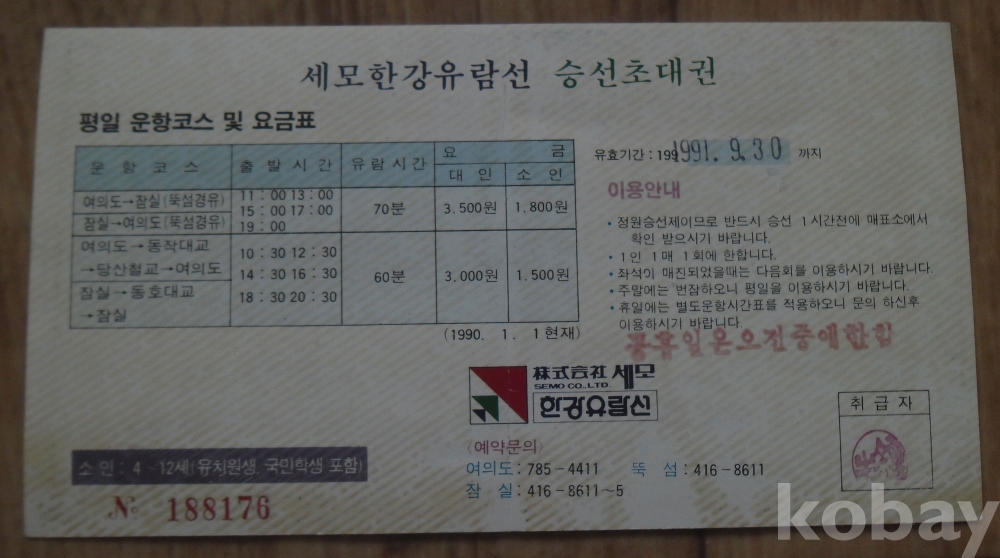 세모한강유람선 승선초대권
평일 운항코스 및 요금표
운 항 코 스 출 발 시 간 유 람 시 간 요 금
대 인 소 인
여의도→잠실(뚝섬경유) 11:00 13:00
15:00 17:00 70분 3.500원 1.800원
잠실→여의도(뚝섬경유) 19:00
여의도→동작대교 10:30 12:30
→당산철교→여의도 14:30 16:30 60분 3.000원 1.500원
잠실→동호대교 18:30 20:30
→잠실
(1990. 1. 1현재)
유효기간: 199 1991. 9. 30 까지
이용안내
• 정원승선제이므로 반드시 승선 1시간전에 매표소에서
확인 받으시기 바랍니다.
• 1인 1매 1회에 한합니다.
• 좌석이 매진되었을때는 다음회를 이용하시기 바랍니다.
• 주말에는 번잡하오니 평일을 이용하시기 바랍니다.
• 휴일에는 별도운항시간표를 적용하오니 문의 하신후
이용하시기 바랍니다.
공휴일은오전중에한함
株式会社 세모
SEMO CO., LTD.
한강유람선
취 급 자
(예약문의)
여의도: 785-4411 뚝 섬: 416-8611
잠 실: 416-8611~5
소 인: 4~12세(유치원생, 국민학생 포함)
№ 188176
kobay